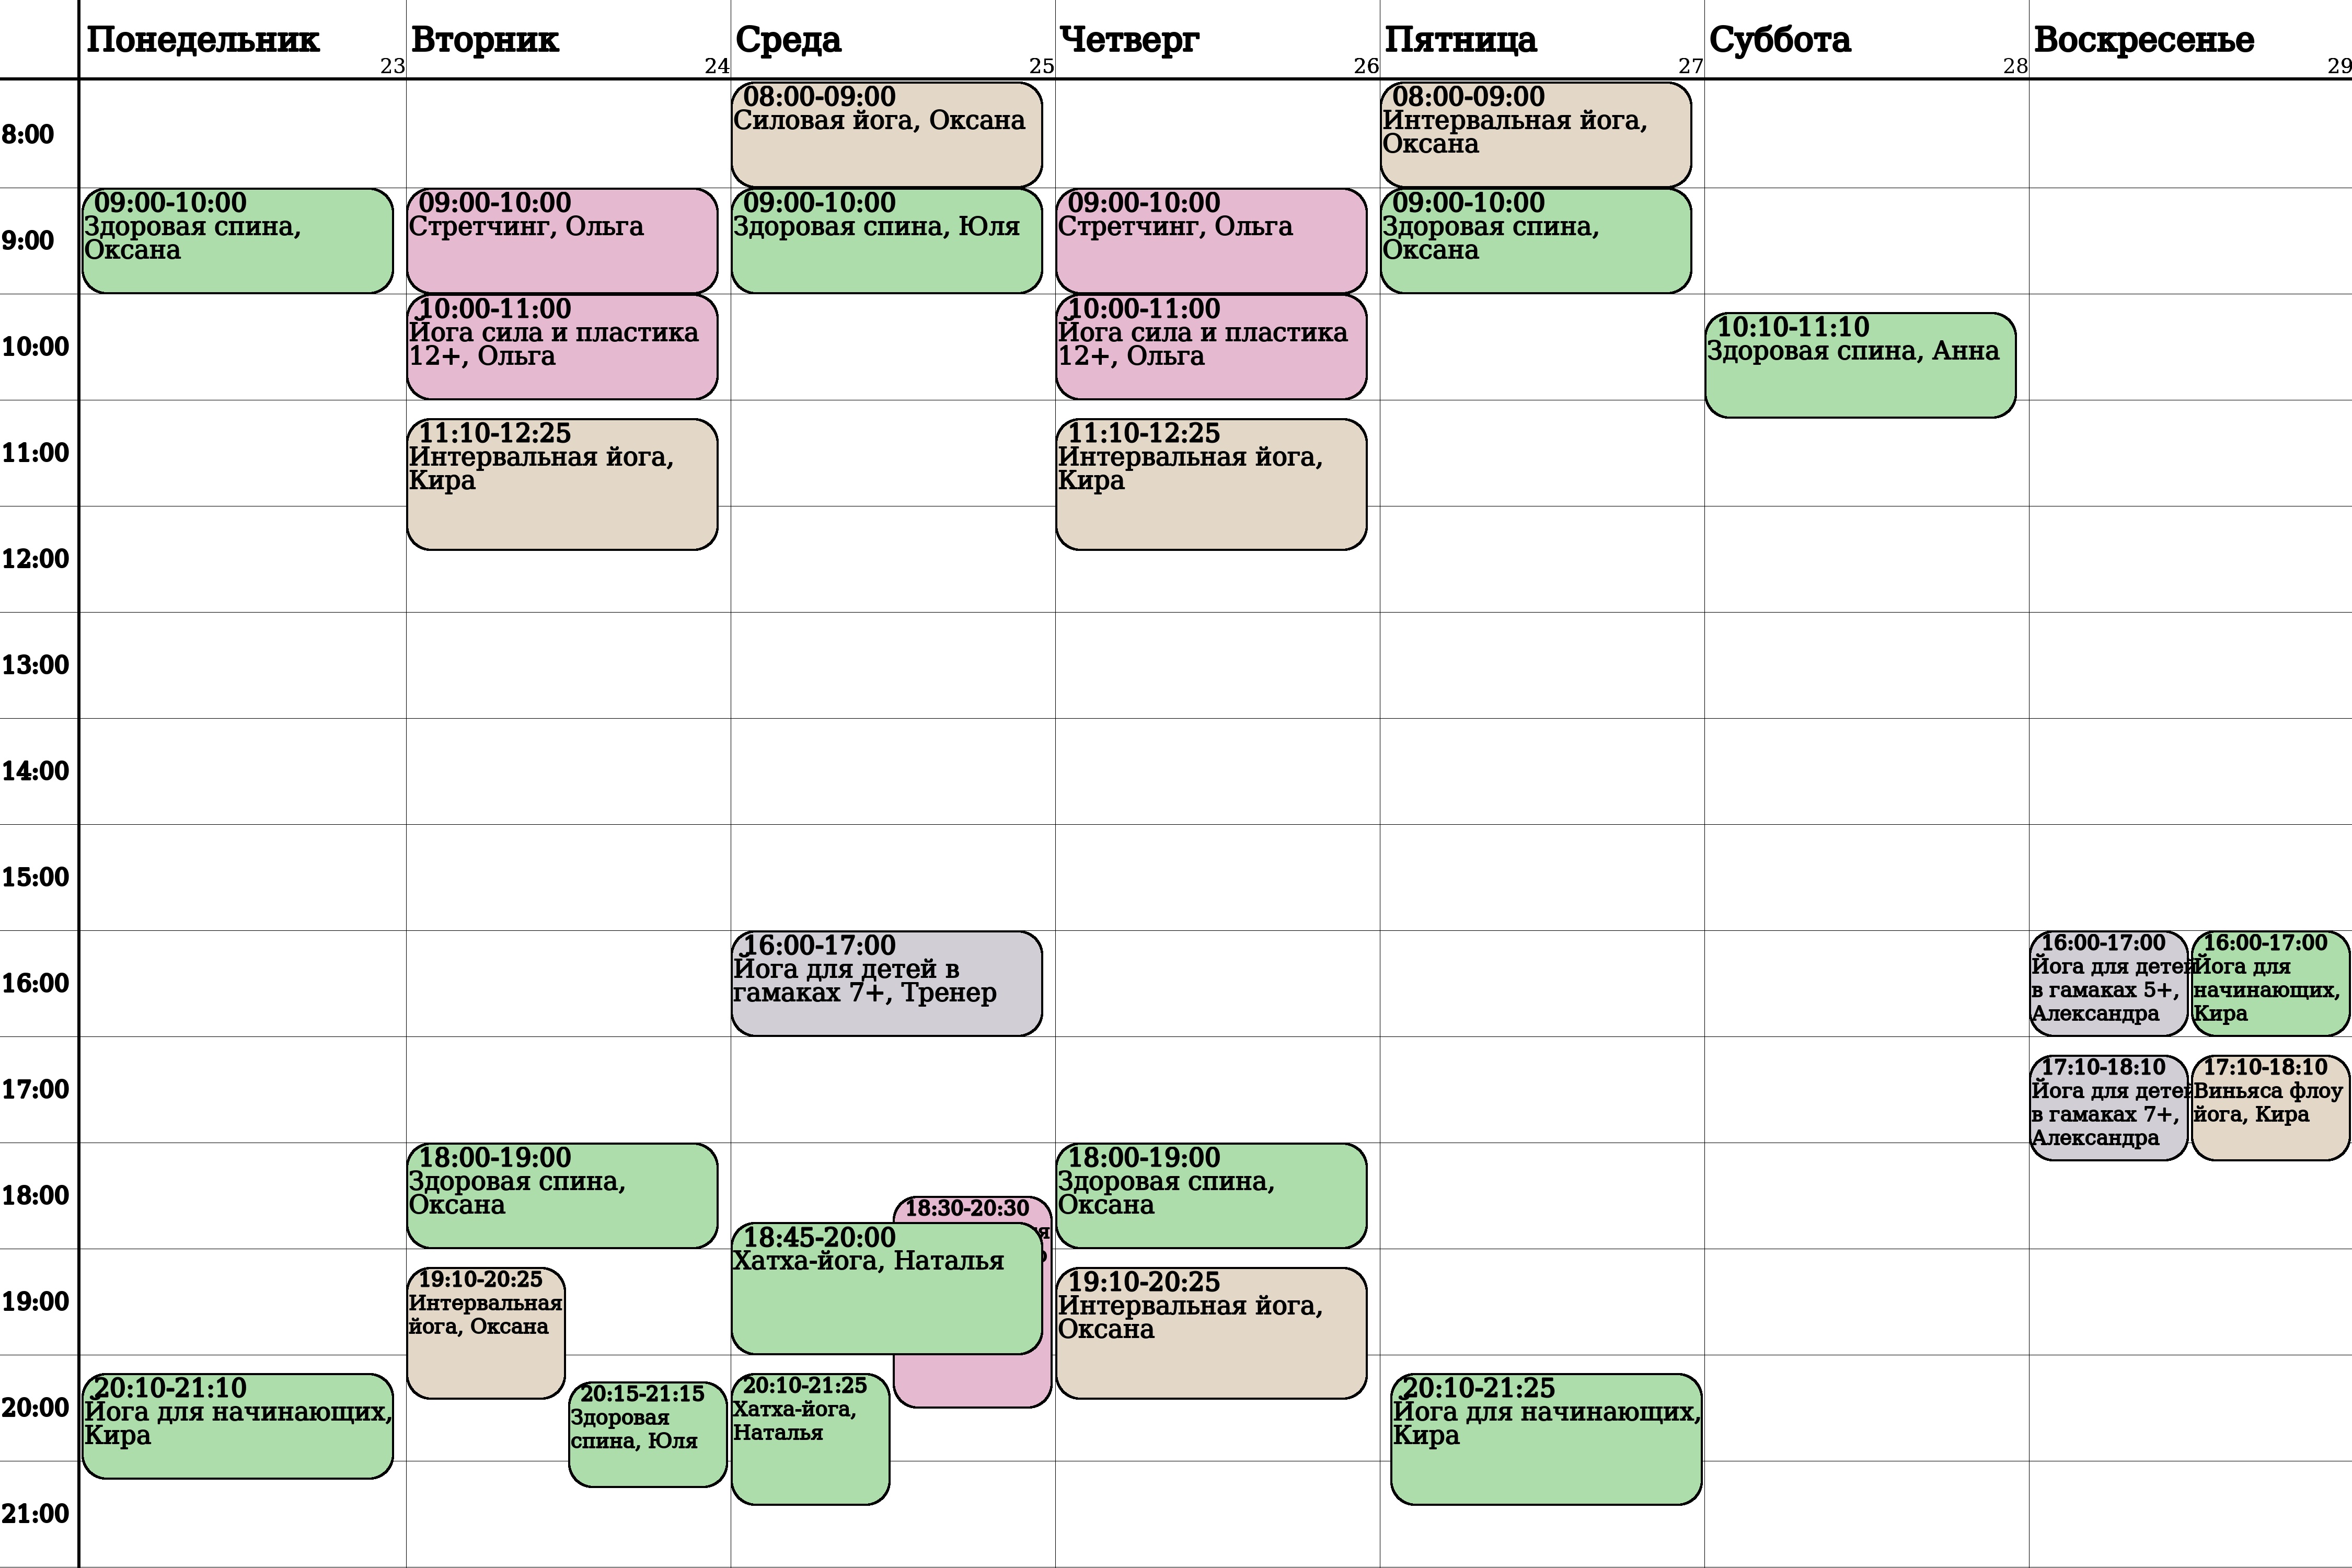 Понедельник
23
Вторник
24
Среда
25
Четверг
26
Пятница
27
Суббота
28
Воскресенье
29
8:00
9:00
10:00
11:00
12:00
13:00
14:00
15:00
16:00
17:00
18:00
19:00
20:00
21:00
09:00-10:00
Здоровая спина,
Оксана
20:10-21:10
Йога для начинающих,
Кира
09:00-10:00
Стретчинг, Ольга
10:00-11:00
Йога сила и пластика
12+, Ольга
11:10-12:25
Интервальная йога,
Кира
18:00-19:00
Здоровая спина,
Оксана
19:10-20:25
Интервальная
йога, Оксана
20:15-21:15
Здоровая
спина, Юля
08:00-09:00
Силовая йога, Оксана
09:00-10:00
Здоровая спина, Юля
16:00-17:00
Йога для детей в
гамаках 7+, Тренер
18:30-20:30
18:45-20:00
Хатха-йога, Наталья
20:10-21:25
Хатха-йога,
Наталья
09:00-10:00
Стретчинг, Ольга
10:00-11:00
Йога сила и пластика
12+, Ольга
11:10-12:25
Интервальная йога,
Кира
18:00-19:00
Здоровая спина,
Оксана
19:10-20:25
Интервальная йога,
Оксана
08:00-09:00
Интервальная йога,
Оксана
09:00-10:00
Здоровая спина,
Оксана
20:10-21:25
Йога для начинающих,
Кира
10:10-11:10
Здоровая спина, Анна
16:00-17:00
Йога для детей
в гамаках 5+,
Александра
16:00-17:00
Йога для
начинающих,
Кира
17:10-18:10
Йога для детей
в гамаках 7+,
Александра
17:10-18:10
Виньяса флоу
йога, Кира